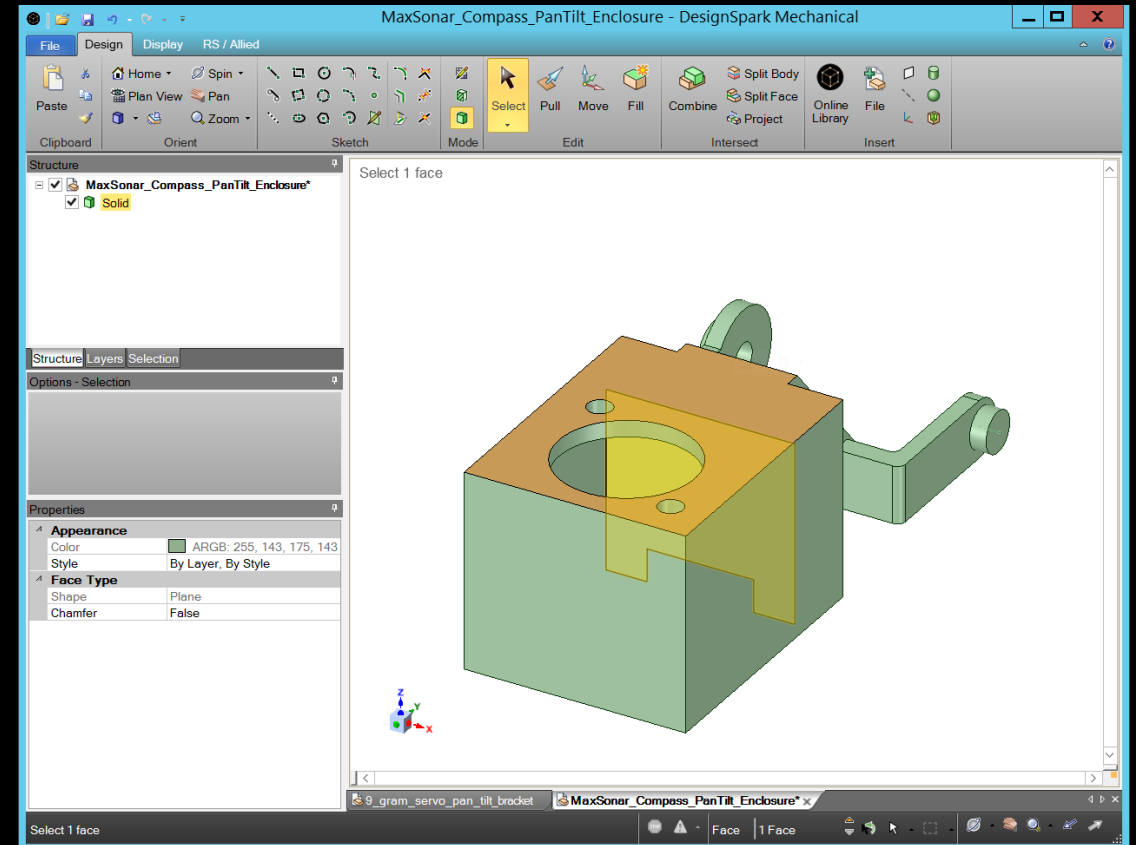 MaxSonar_Compass_PanTilt_Enclosure - DesignSpark Mechanical
X
File Design Display RS / Allied
Home Spin
Paste Plan View Pan
Zoom
Select Pull Move Fill
Combine Split Body
Split Face
Project
Online Library File
Clipboard Orient Sketch Mode Edit Intersect Insert
Structure
MaxSonar_Compass_PanTilt_Enclosure*
Solid
Structure Layers Selection
Options - Selection
Properties
Appearance
Color ARGB: 255, 143, 175, 143
Style By Layer, By Style
Face Type
Shape Plane
Chamfer False
Select 1 face
Z
Y
X
9_gram_servo_pan_tilt_bracket MaxSonar_Compass_PanTilt_Enclosure* x
Select 1 face Face 1 Face